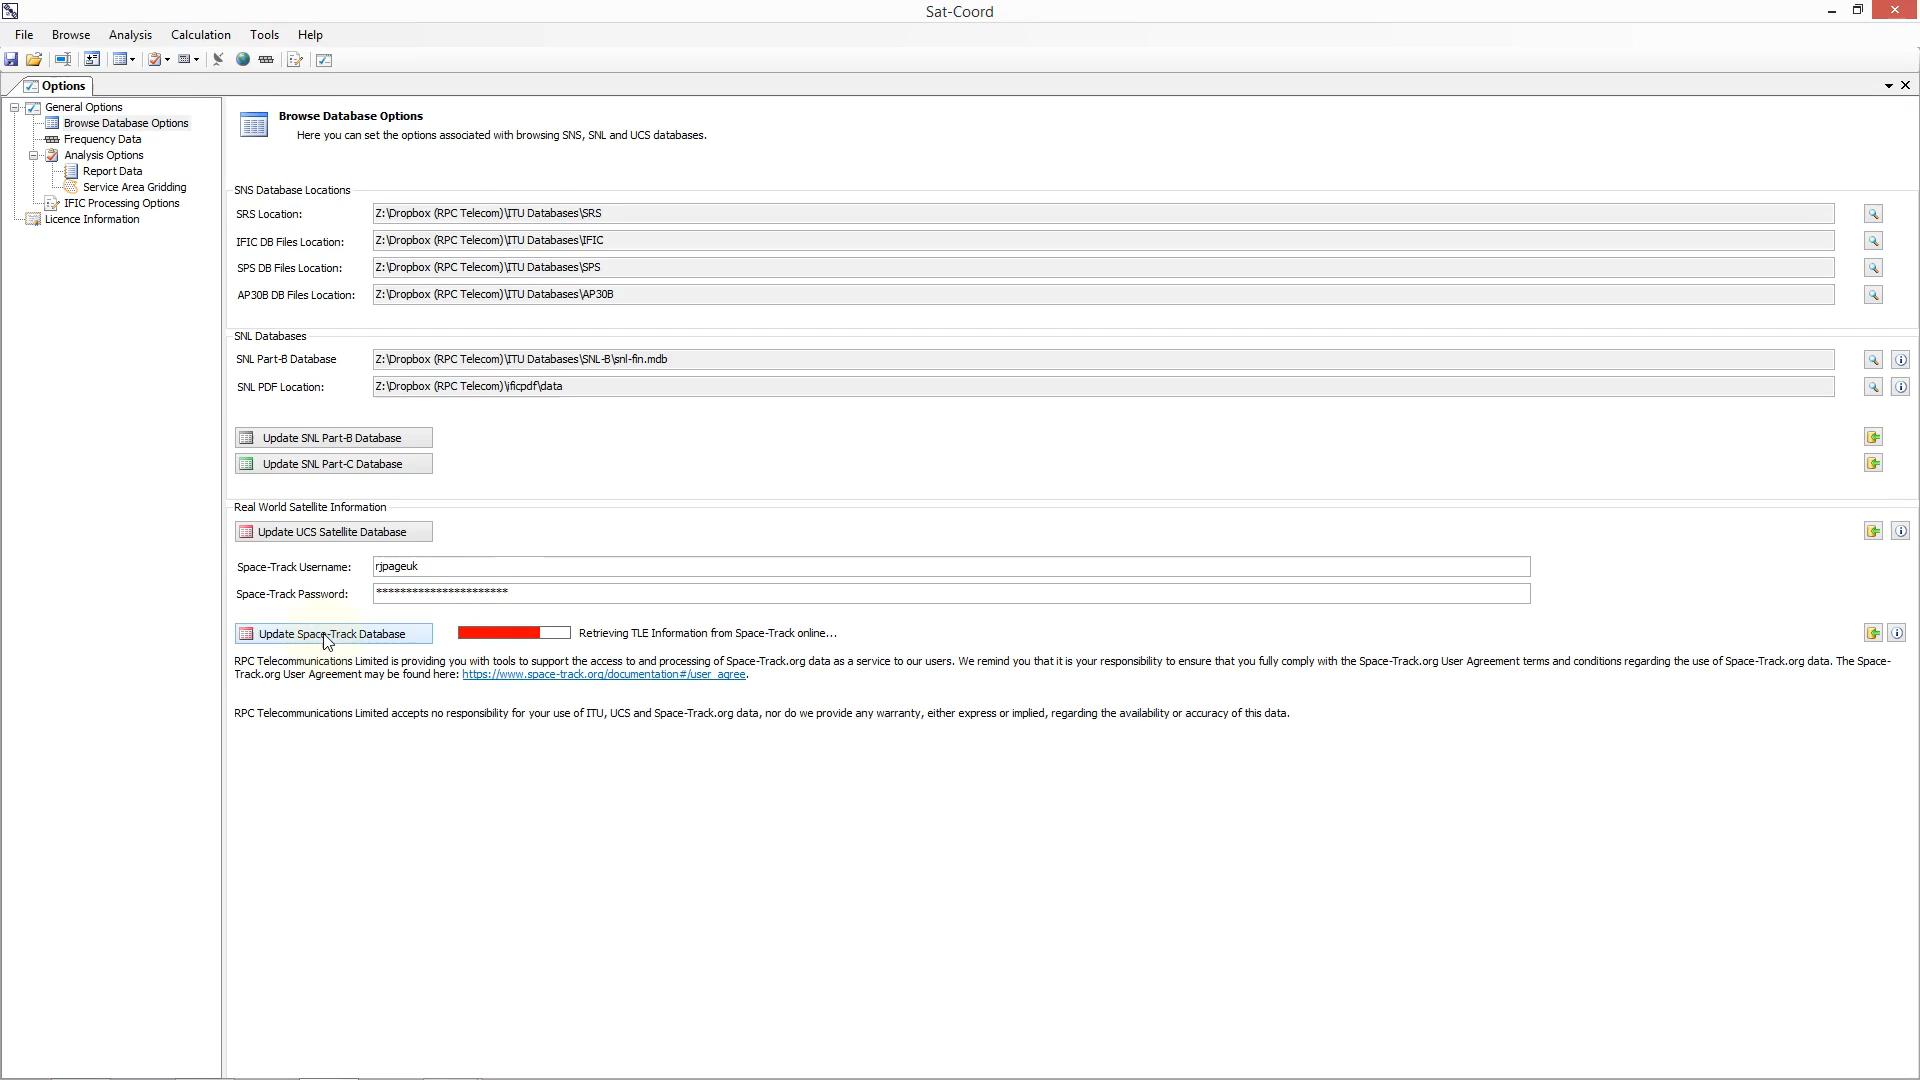 Sat-Coord
File Browse Analysis Calculation Tools Help
Options
General Options
Browse Database Options
Frequency Data
Analysis Options
Report Data
Service Area Gridding
IFIC Processing Options
Licence Information
Browse Database Options
Here you can set the options associated with browsing SNS, SNL and UCS databases.
SNS Database Locations
SRS Location: Z:\Dropbox (RPC Telecom)\ITU Databases\SRS
IFIC DB Files Location: Z:\Dropbox (RPC Telecom)\ITU Databases\IFIC
SPS DB Files Location: Z:\Dropbox (RPC Telecom)\ITU Databases\SPS
AP30B DB Files Location: Z:\Dropbox (RPC Telecom)\ITU Databases\AP30B
SNL Databases
SNL Part-B Database Z:\Dropbox (RPC Telecom)\ITU Databases\SNL-B\snl-fin.mdb
SNL PDF Location: Z:\Dropbox (RPC Telecom)\ificpdf\data
Update SNL Part-B Database
Update SNL Part-C Database
Real World Satellite Information
Update UCS Satellite Database
Space-Track Username: rjpageuk
Space-Track Password: **********************
Update Space-Track Database Retrieving TLE Information from Space-Track online...
RPC Telecommunications Limited is providing you with tools to support the access to and processing of Space-Track.org data as a service to our users. We remind you that it is your responsibility to ensure that you fully comply with the Space-Track.org User Agreement terms and conditions regarding the use of Space-Track.org data. The Space-
Track.org User Agreement may be found here: https://www.space-track.org/documentation#/user_agree.
RPC Telecommunications Limited accepts no responsibility for your use of ITU, UCS and Space-Track.org data, nor do we provide any warranty, either express or implied, regarding the availability or accuracy of this data.